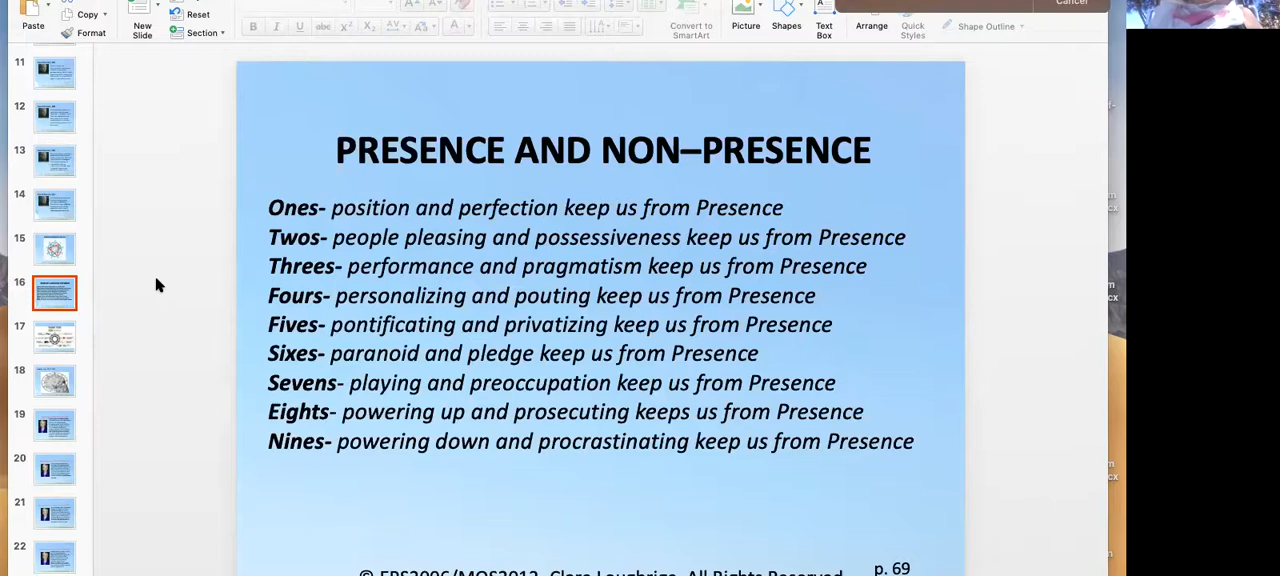 Cancel
Copy
Reset
Paste
Format
New
Slide
Section
B I U abc X² X₂ AV Aa A
Convert to
SmartArt
Picture
Shapes
Text
Box
Arrange
Quick
Styles
Shape Outline
11
12
13
14
15
16
17
18
19
20
21
22
PRESENCE AND NON–PRESENCE
Ones- position and perfection keep us from Presence
Twos- people pleasing and possessiveness keep us from Presence
Threes- performance and pragmatism keep us from Presence
Fours- personalizing and pouting keep us from Presence
Fives- pontificating and privatizing keep us from Presence
Sixes- paranoid and pledge keep us from Presence
Sevens- playing and preoccupation keep us from Presence
Eights- powering up and prosecuting keeps us from Presence
Nines- powering down and procrastinating keep us from Presence
p. 69
© EPS2006/MOS2012 Clare Loughrige All Rights Reserved